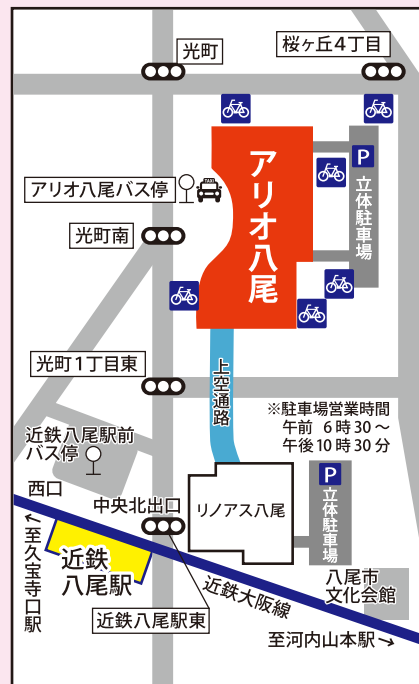 光町
桜ヶ丘4丁目
アリオ八尾バス停
TAXI
アリオ八尾
P
立体駐車場
光町南
光町1丁目東
上空通路
※駐車場営業時間
午前 6時30～
午後10時30分
近鉄八尾駅前
バス停
西口
中央北出口
リノアス八尾
P
立体駐車場
←至久宝寺口駅
近鉄
八尾駅
近鉄大阪線
八尾市
文化会館
近鉄八尾駅東
至河内山本駅→